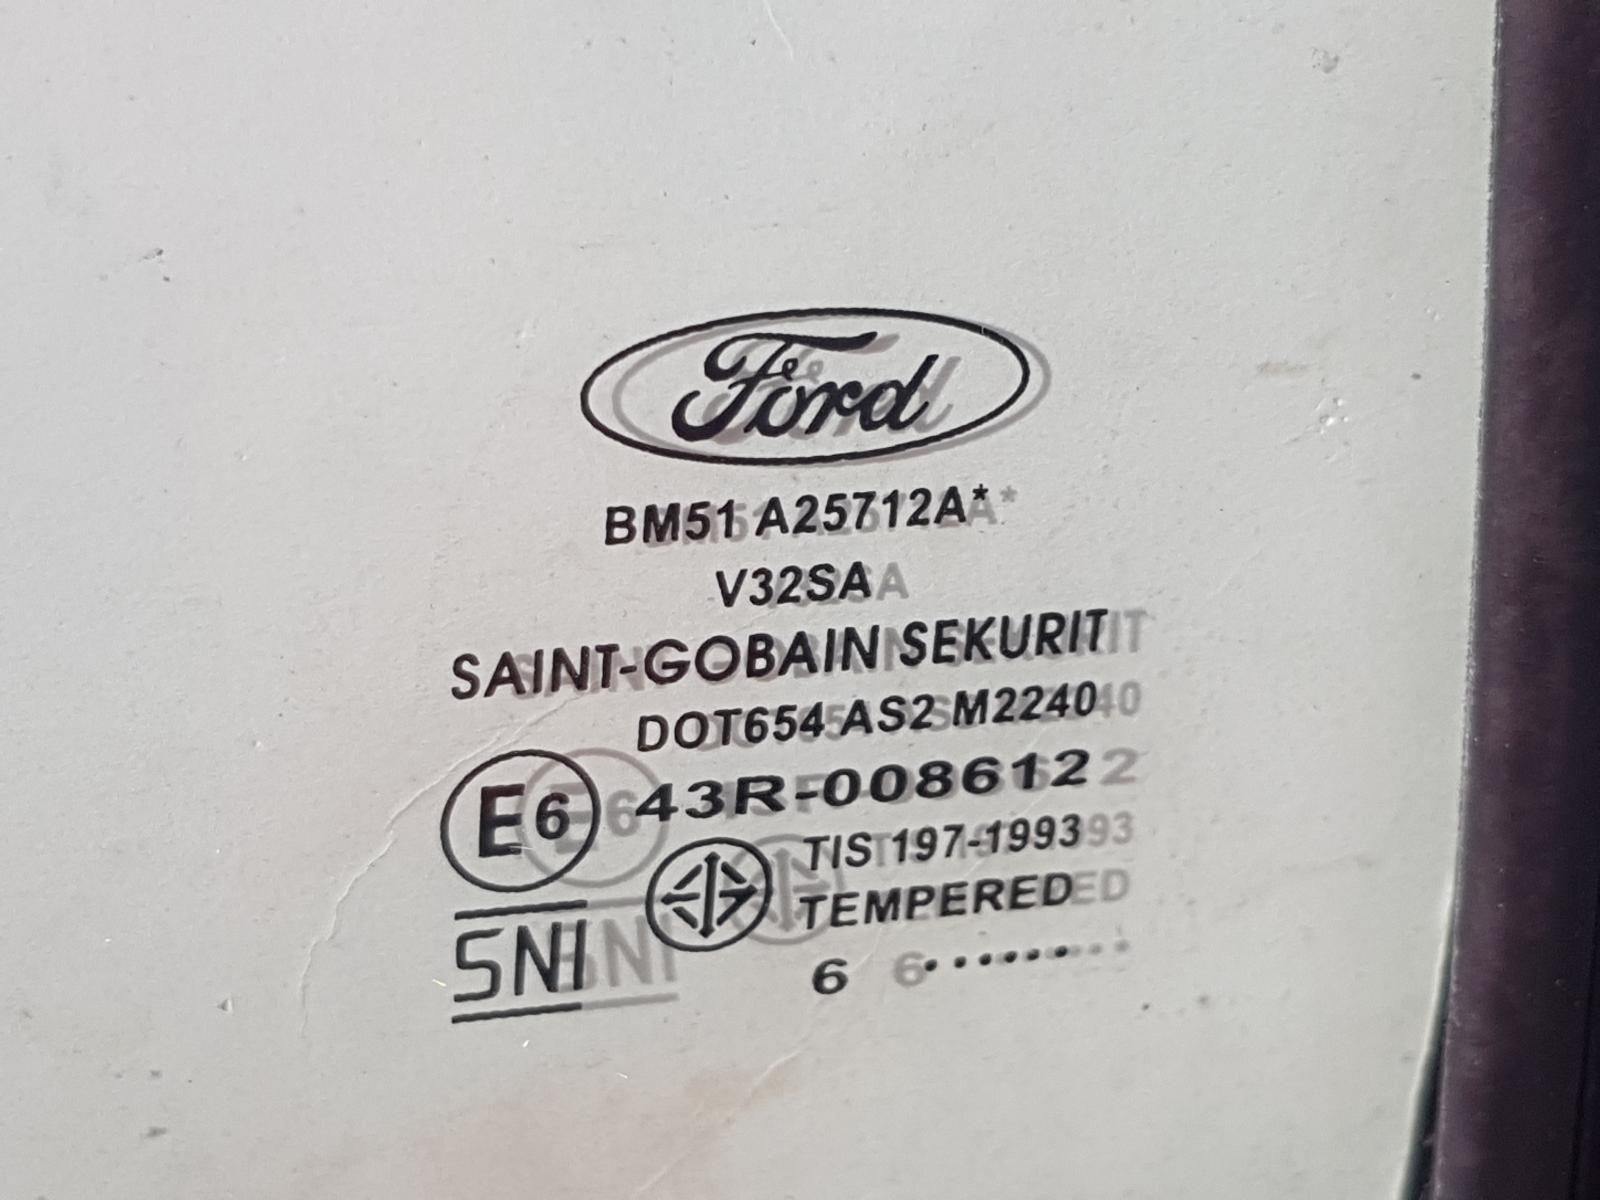 Ford
BM51 A25712A*
V32SA
SAINT-GOBAIN SEKURIT
DOT654 AS2 M2240
E6 43R-008612
TIS 197-1993
TEMPERED
SNI
6 .......